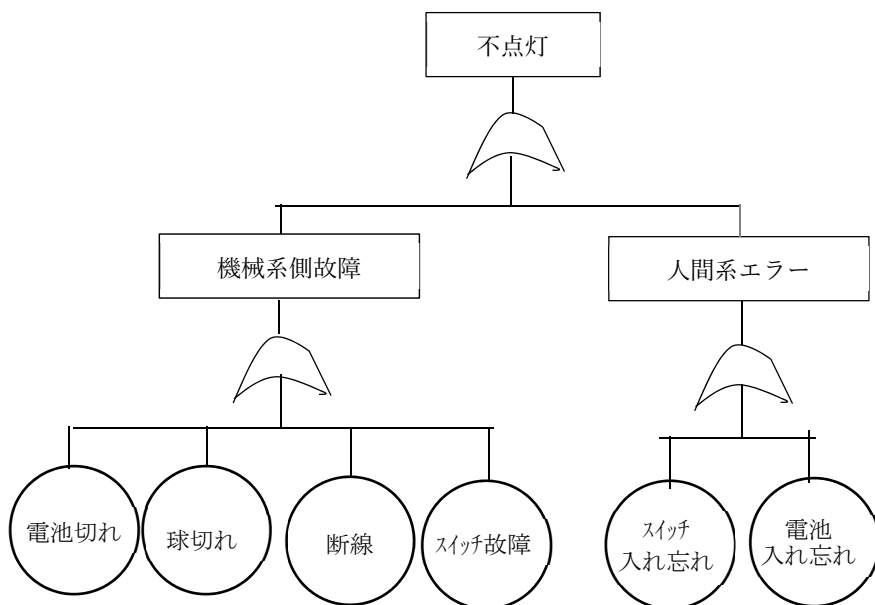 不点灯
機械系側故障
人間系エラー
電池切れ
球切れ
断線
スイッチ故障
スイッチ
入れ忘れ
電池
入れ忘れ